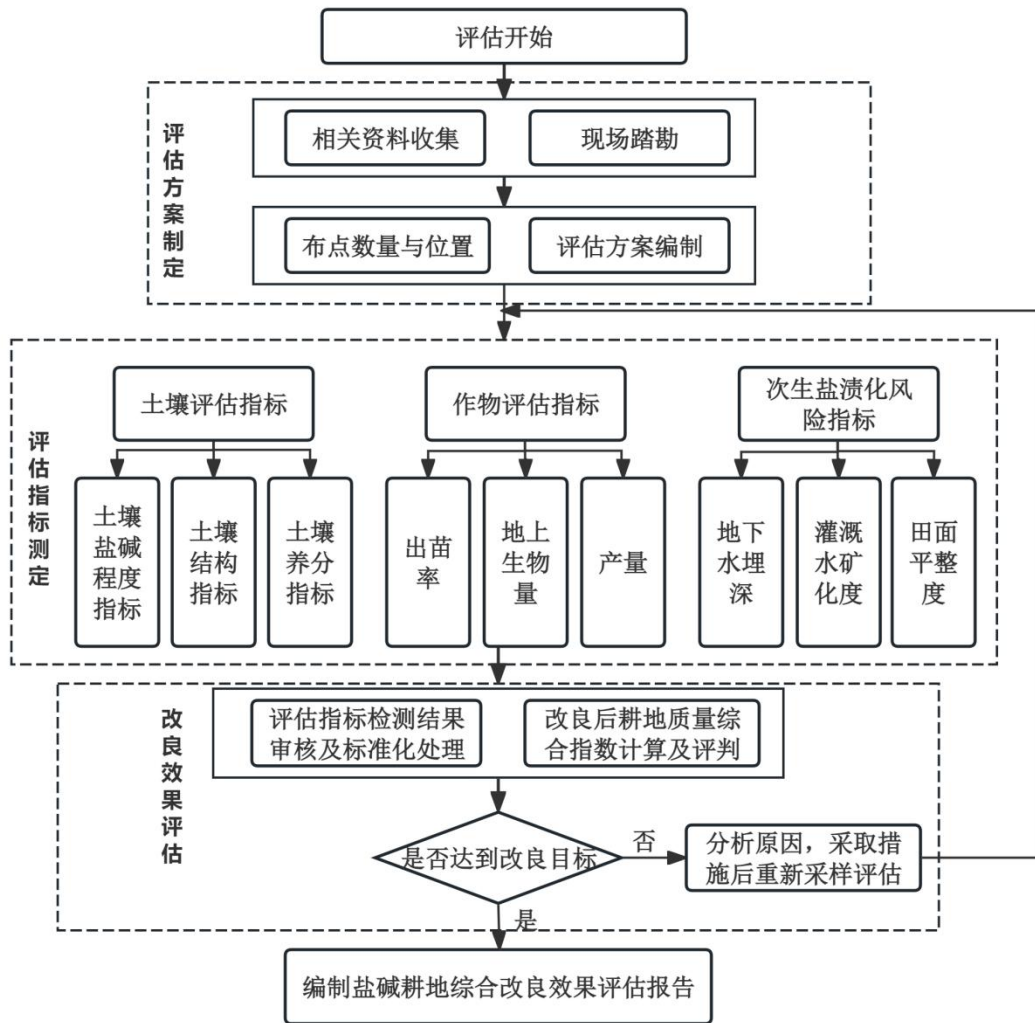 评估开始
评估方案制定
相关资料收集
现场踏勘
布点数量与位置
评估方案编制
评估指标测定
土壤评估指标
作物评估指标
次生盐渍化风
险指标
土壤
盐碱
程度
指标
土壤
结构
指标
土壤
养分
指标
出苗
率
地上
生物
量
产量
地下
水埋
深
灌溉
水矿
化度
田面
平整
度
改良效果评估
评估指标检测结果
审核及标准化处理
改良后耕地质量综
合指数计算及评判
是否达到改良目标
否
分析原因，采取措
施后重新采样评估
是
编制盐碱耕地综合改良效果评估报告